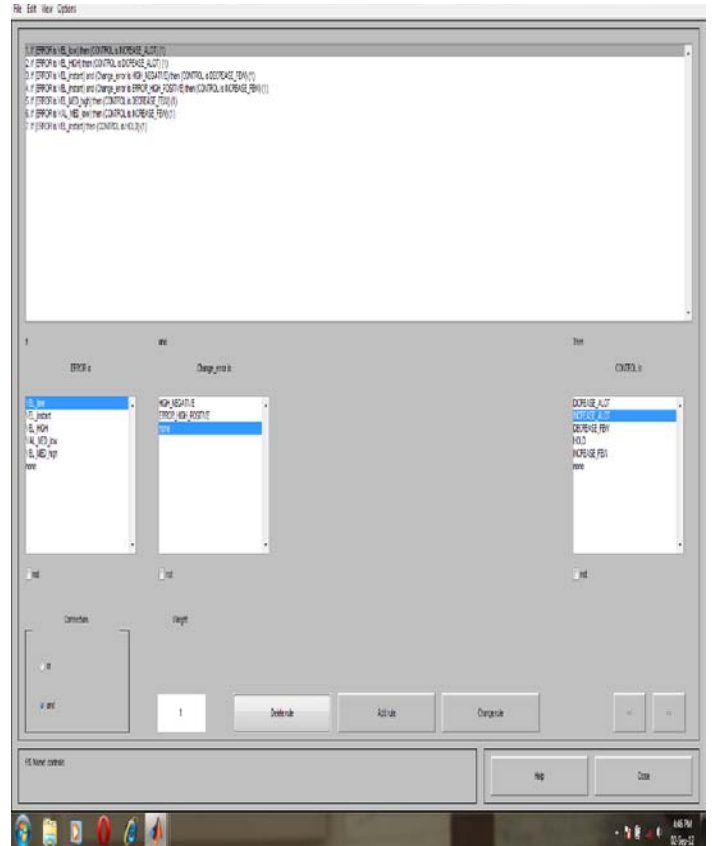 File Edit View Options
1. If (ERROR is VEL_low) then (CONTROL is INCREASE_ALOT) (1)
2. If (ERROR is VEL_HIGH) then (CONTROL is DICREASE_ALOT) (1)
3. If (ERROR is VEL_instant) and (Change_error is HIGH_NEGATIVE) then (CONTROL is DECREASE_FEW) (1)
4. If (ERROR is VEL_instant) and (Change_error is ERROR_HIGH_POSITIVE) then (CONTROL is INCREASE_FEW) (1)
5. If (ERROR is VEL_MED_high) then (CONTROL is DECREASE_FEW) (1)
6. If (ERROR is VAL_MED_low) then (CONTROL is INCREASE_FEW) (1)
7. If (ERROR is VEL_instant) then (CONTROL is HOLD) (1)
If and Then
ERROR is Change_error is CONTROL is
VEL_low
VEL_instant
VEL_HIGH
VAL_MED_low
VEL_MED_high
none
HIGH_NEGATIVE
ERROR_HIGH_POSITIVE
none
DICREASE_ALOT
INCREASE_ALOT
DECREASE_FEW
HOLD
INCREASE_FEW
none
not not not
Connection Weight
or
and
1 Delete rule Add rule Change rule << >>
FIS Name: controls
Help Close
4:46 PM
02-Sep-12